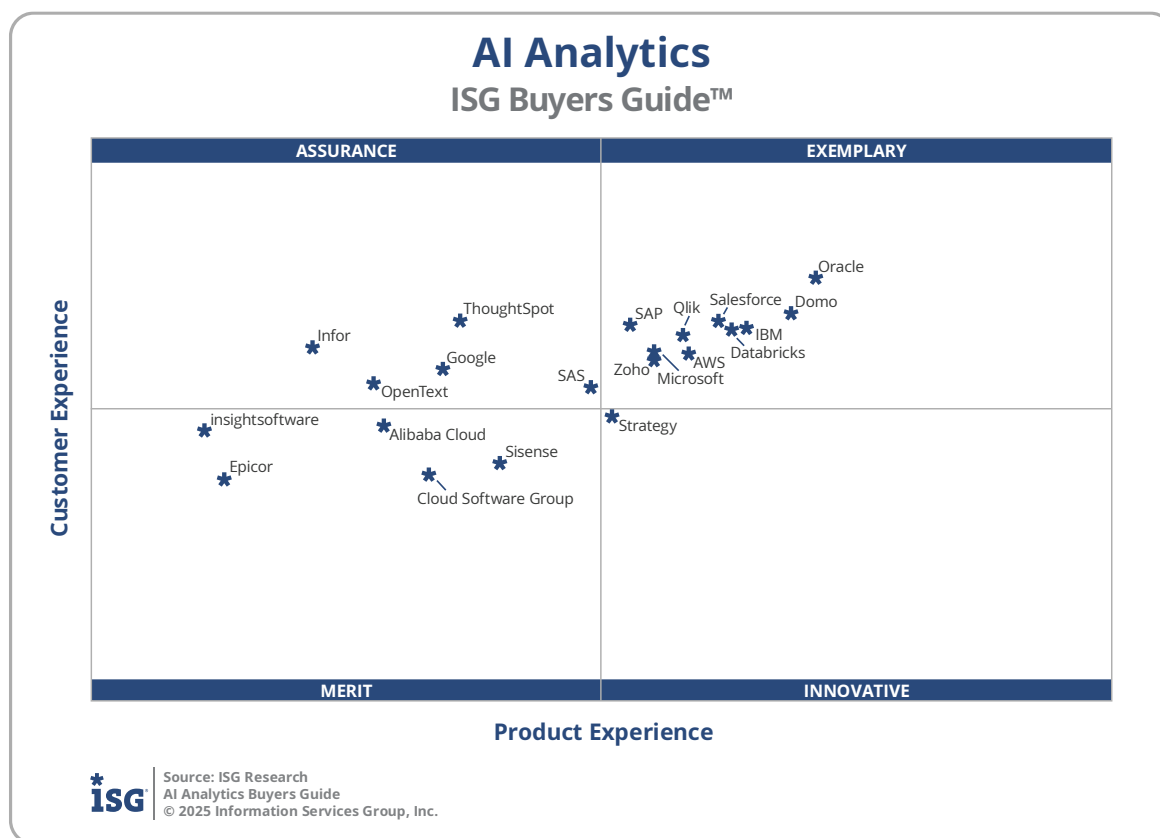 AI Analytics
ISG Buyers Guide™
ASSURANCE
EXEMPLARY
Oracle
Domo
Salesforce
Qlik
SAP
IBM
Databricks
AWS
Microsoft
Zoho
ThoughtSpot
Infor
Google
OpenText
SAS
Strategy
insightsoftware
Alibaba Cloud
Sisense
Epicor
Cloud Software Group
Customer Experience
MERIT
INNOVATIVE
Product Experience
ISG
Source: ISG Research
AI Analytics Buyers Guide
© 2025 Information Services Group, Inc.